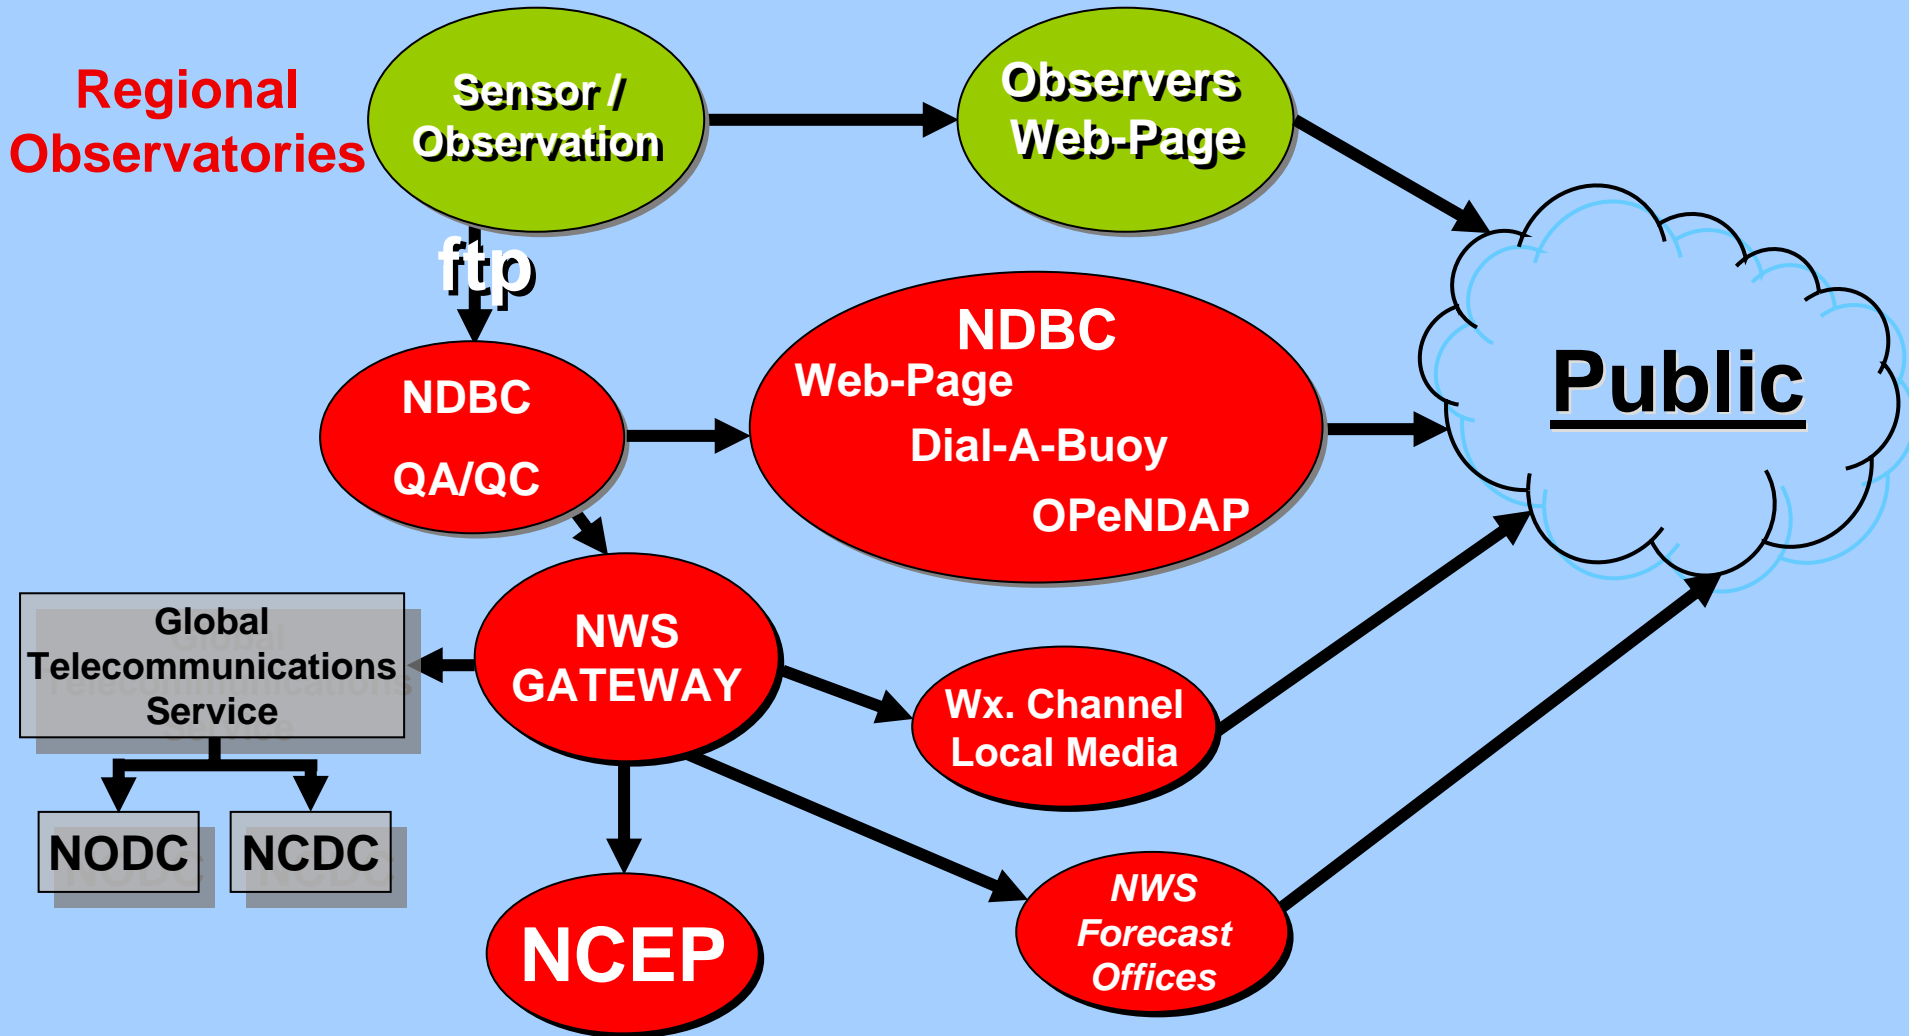 Regional
Observatories
Sensor /
Observation
Observers
Web-Page
ftp
NDBC
QA/QC
NDBC
Web-Page
Dial-A-Buoy
OPeNDAP
Public
Global
Telecommunications
Service
NWS
GATEWAY
Wx. Channel
Local Media
NODC
NCDC
NCEP
NWS
Forecast
Offices